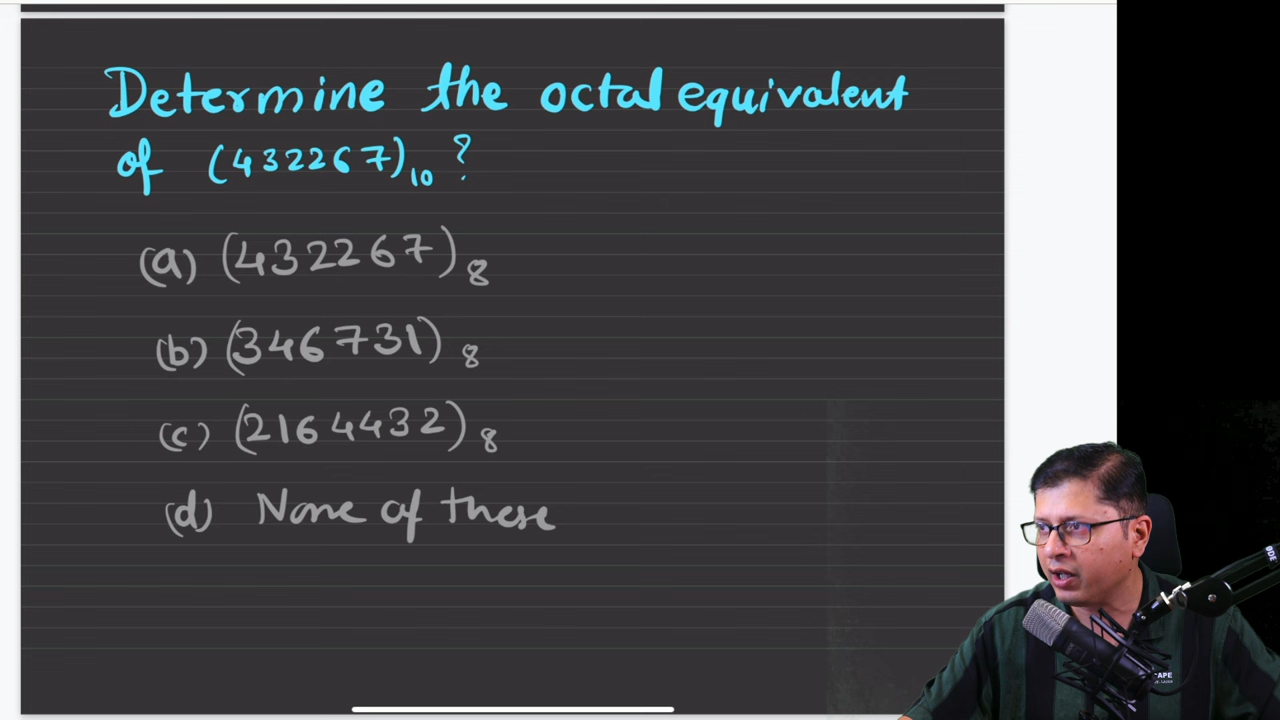 Determine the octal equivalent
of (432267)₁₀ ?
(a) (432267)₈
(b) (346731)₈
(c) (2164432)₈
(d) None of these